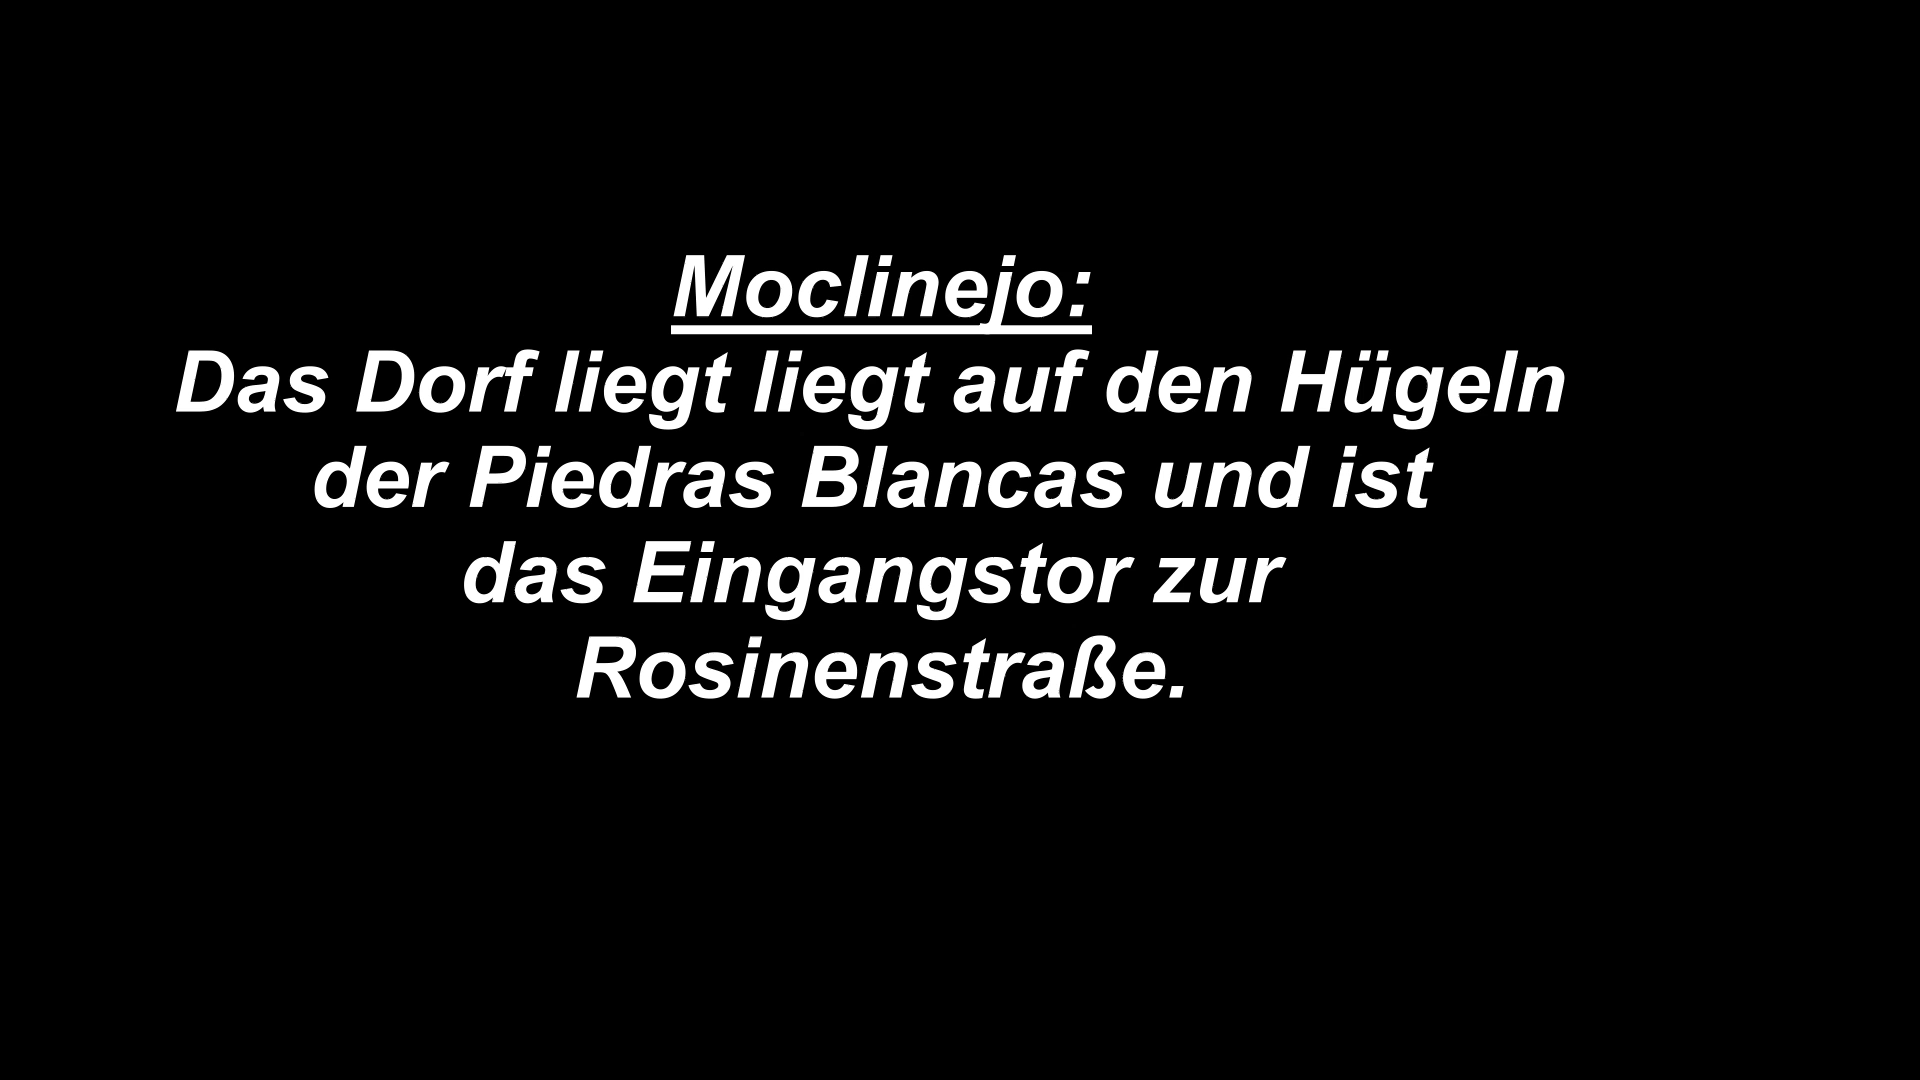 Moclinejo:
Das Dorf liegt liegt auf den Hügeln
der Piedras Blancas und ist
das Eingangstor zur
Rosinenstraße.